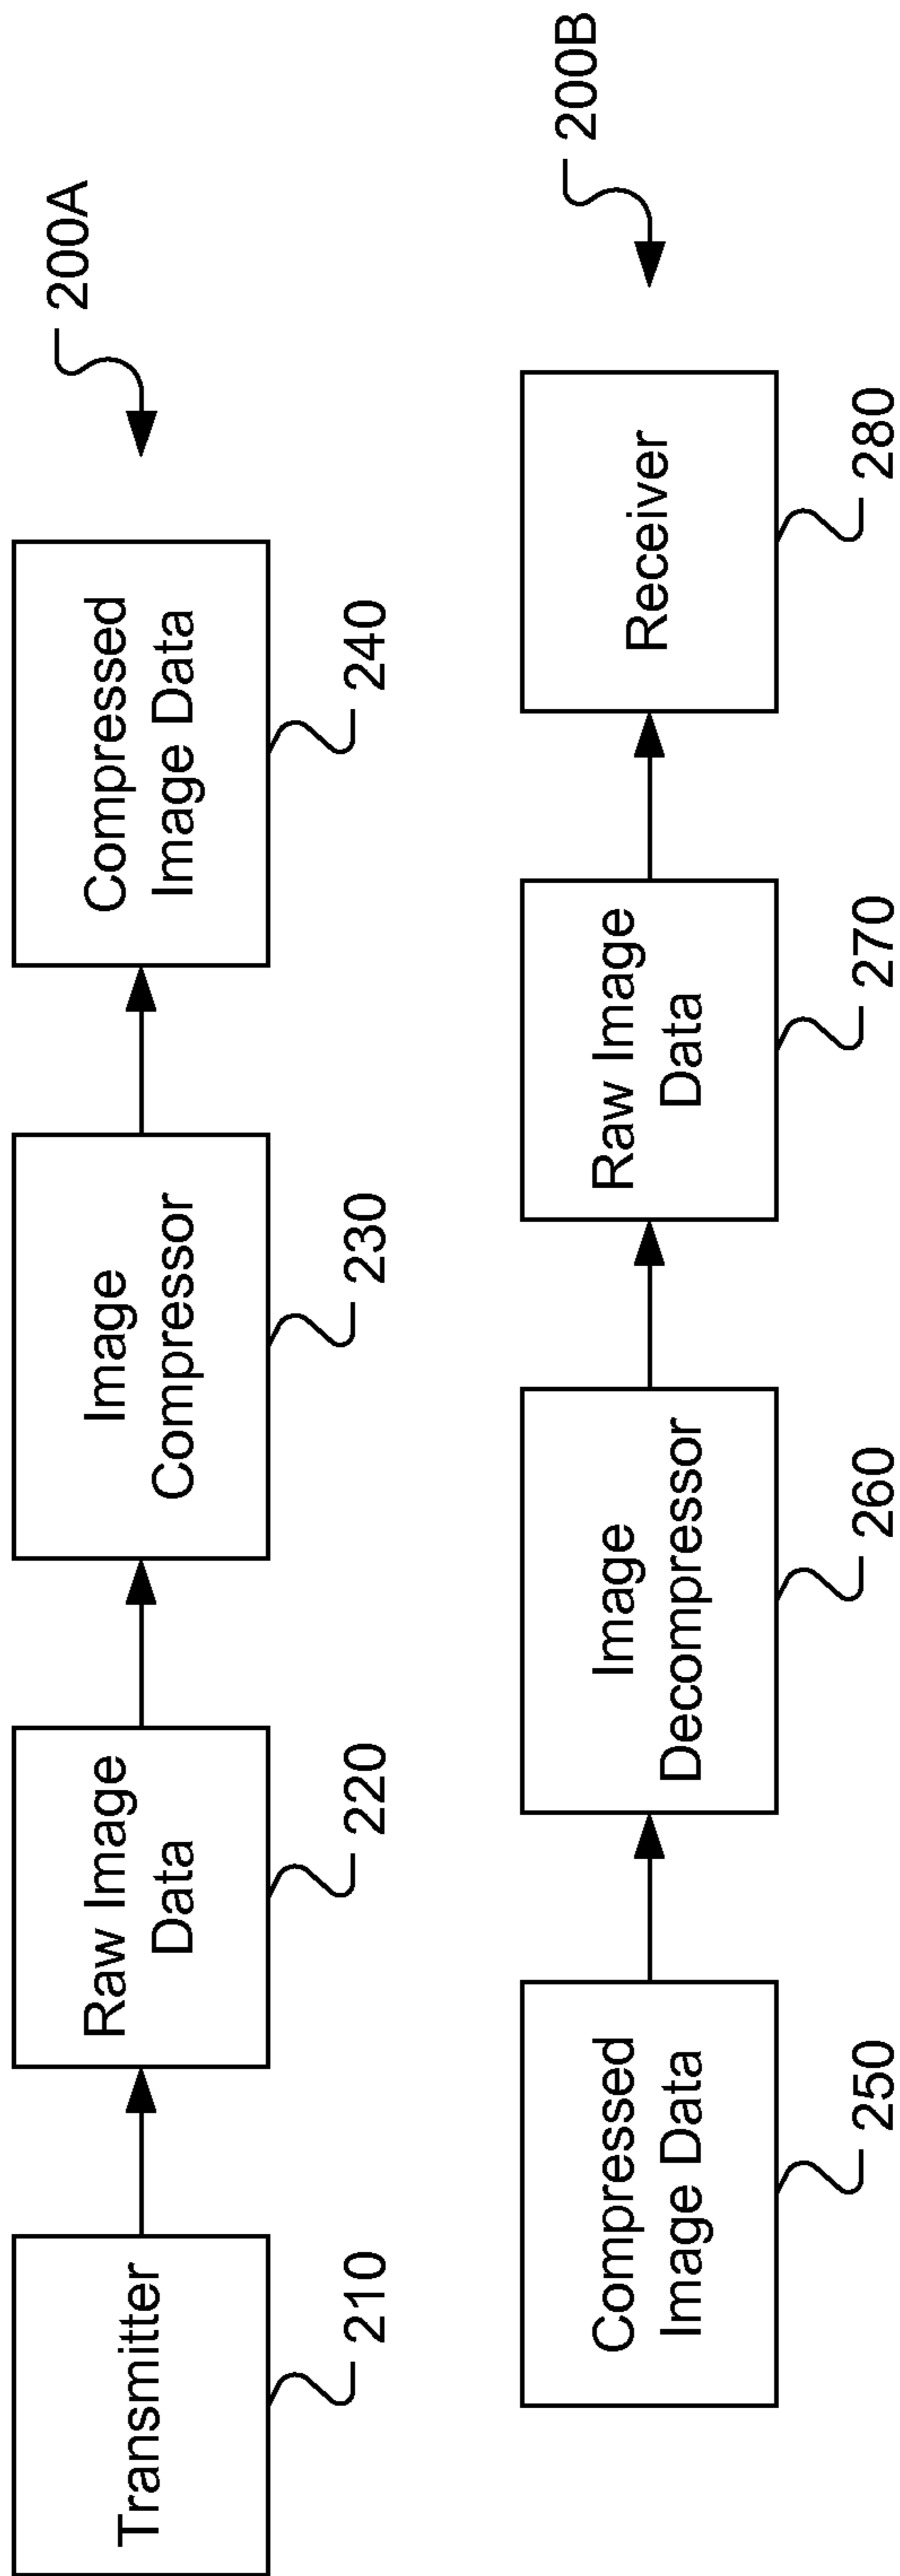 200A
Transmitter
210
Raw Image
Data
220
Image
Compressor
230
Compressed
Image Data
240
200B
Compressed
Image Data
250
Image
Decompressor
260
Raw Image
Data
270
Receiver
280